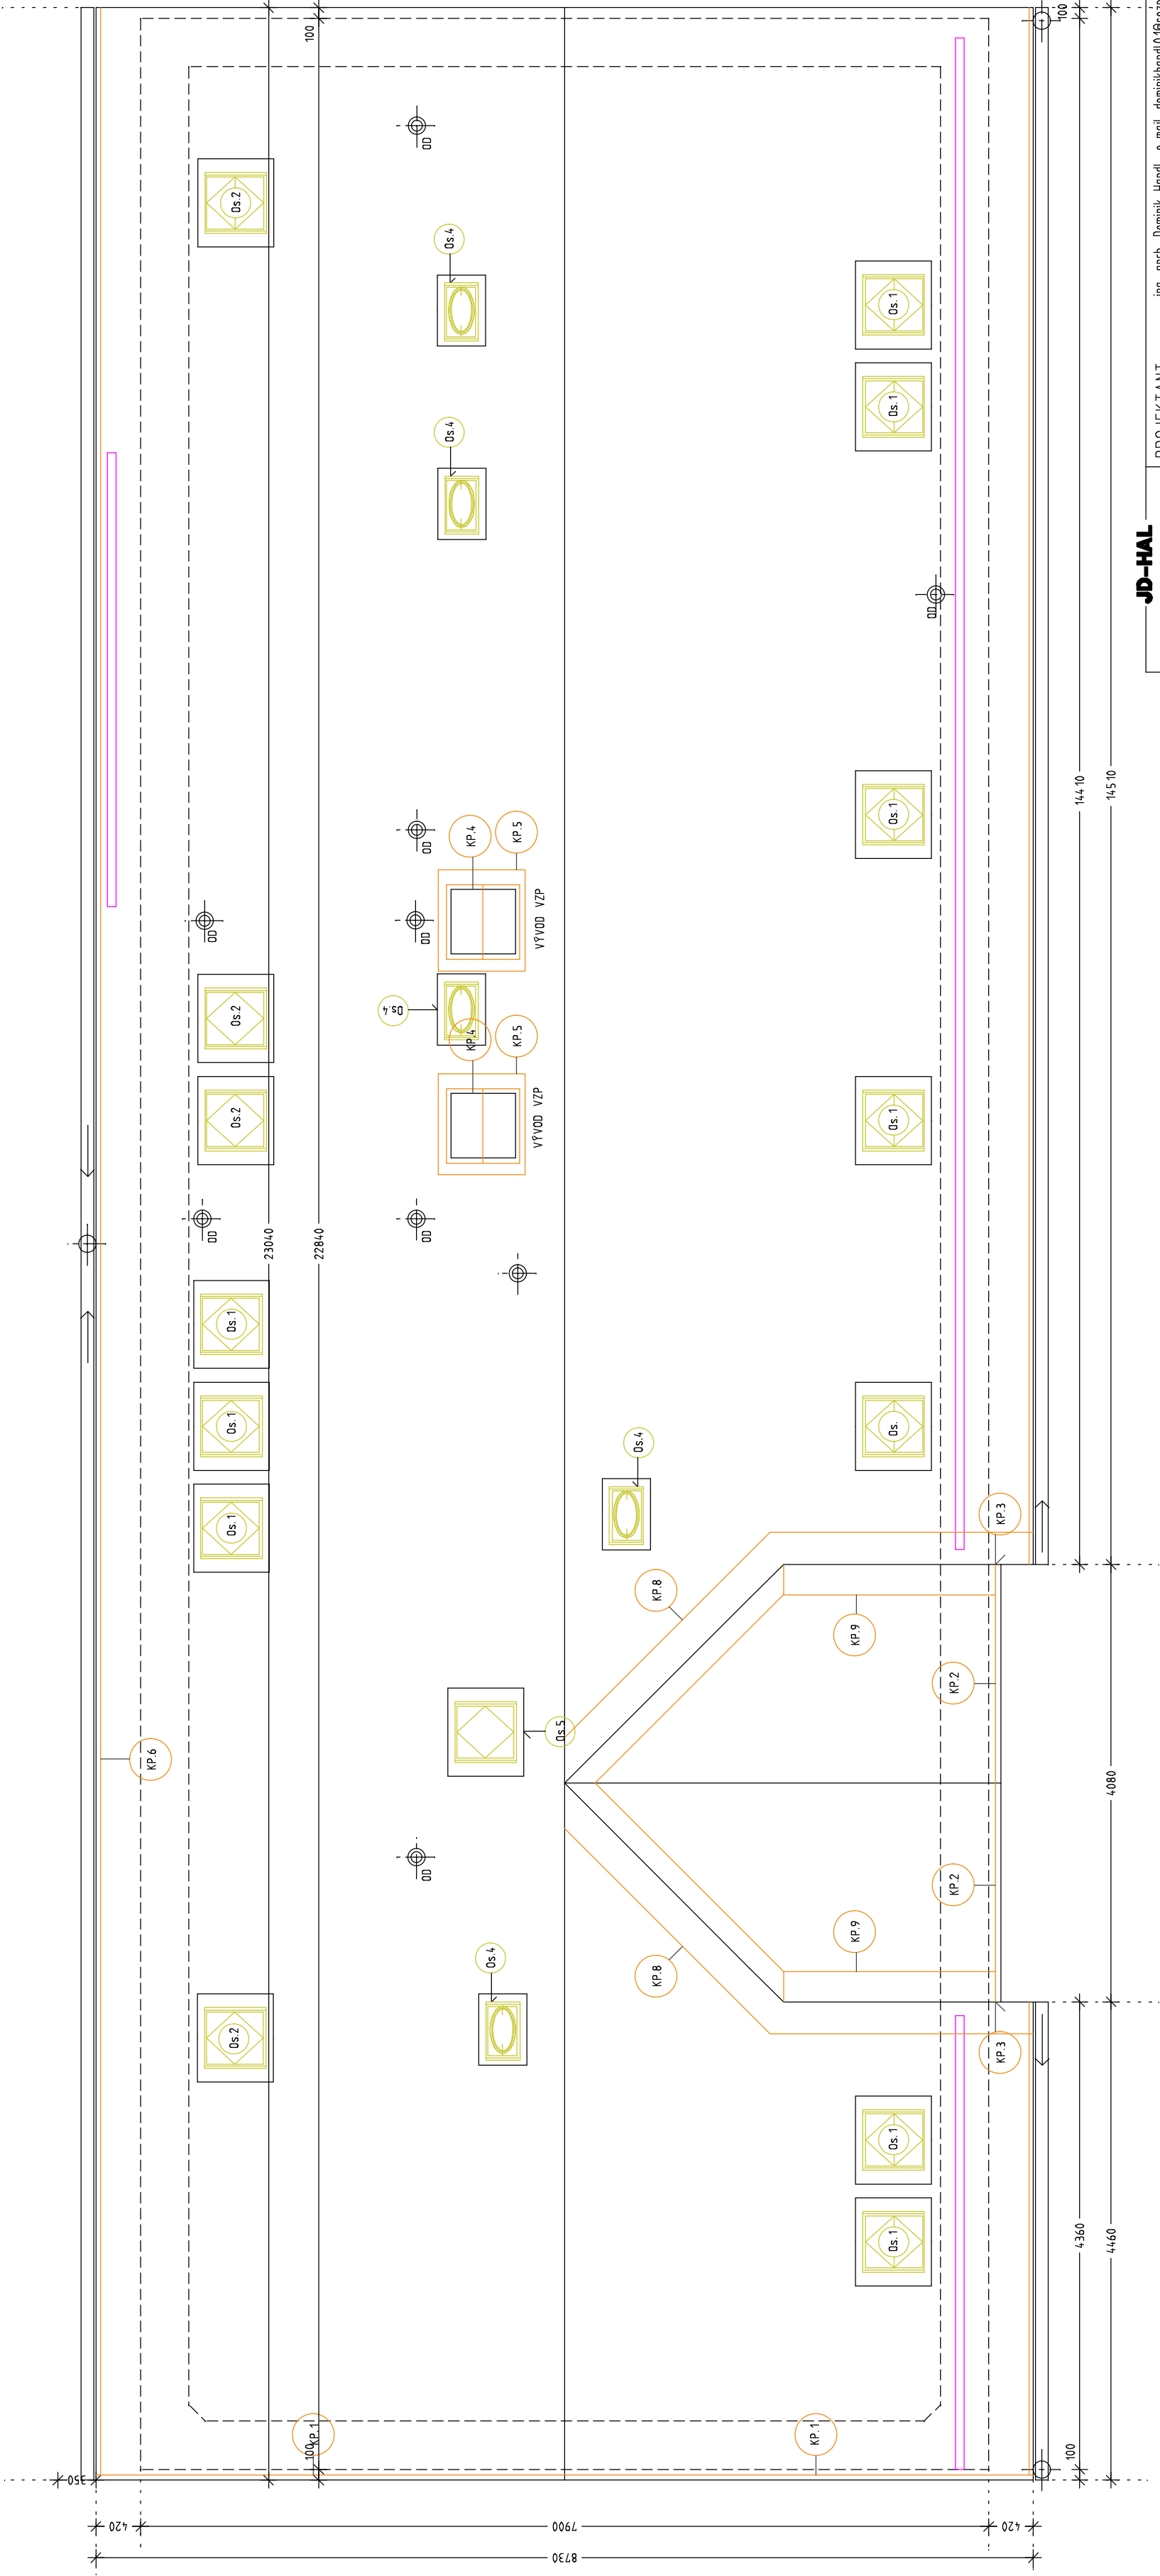 100
100
OD
Os.2
Os.4
Os.1
Os.4
Os.1
OD
JD-HAL
PROJEKTANT
14410
14510
OD
KP.4
KP.5
Os.1
OD
OD
VÝVOD VZP
Os.2
Os.4
KP.4
KP.5
Os.2
VÝVOD VZP
Os.1
OD
OD
23040
22840
Os.1
Os.1
Os.4
Os.
Os.1
KP.3
KP.8
KP.9
KP.2
Os.5
KP.6
4080
OD
KP.2
KP.9
Os.4
KP.8
Os.2
KP.3
Os.1
Os.1
4360
4460
KP.1
KP.1
100
100
350
420
7900
420
8730